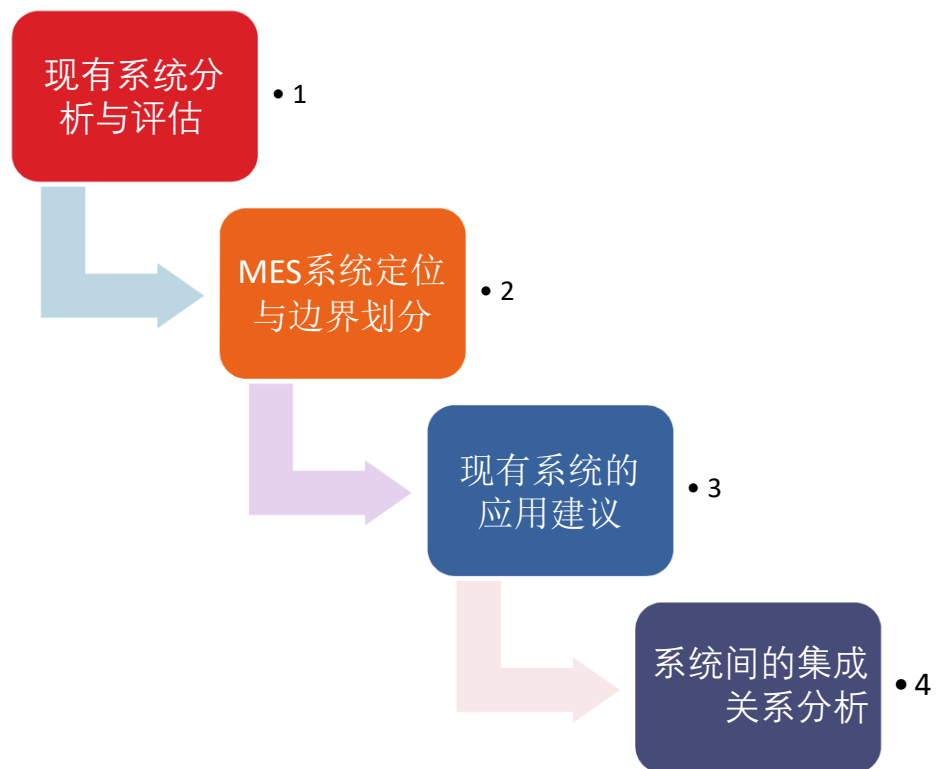 现有系统分
析与评估
• 1
MES系统定位
与边界划分
• 2
现有系统的
应用建议
• 3
系统间的集成
关系分析
• 4